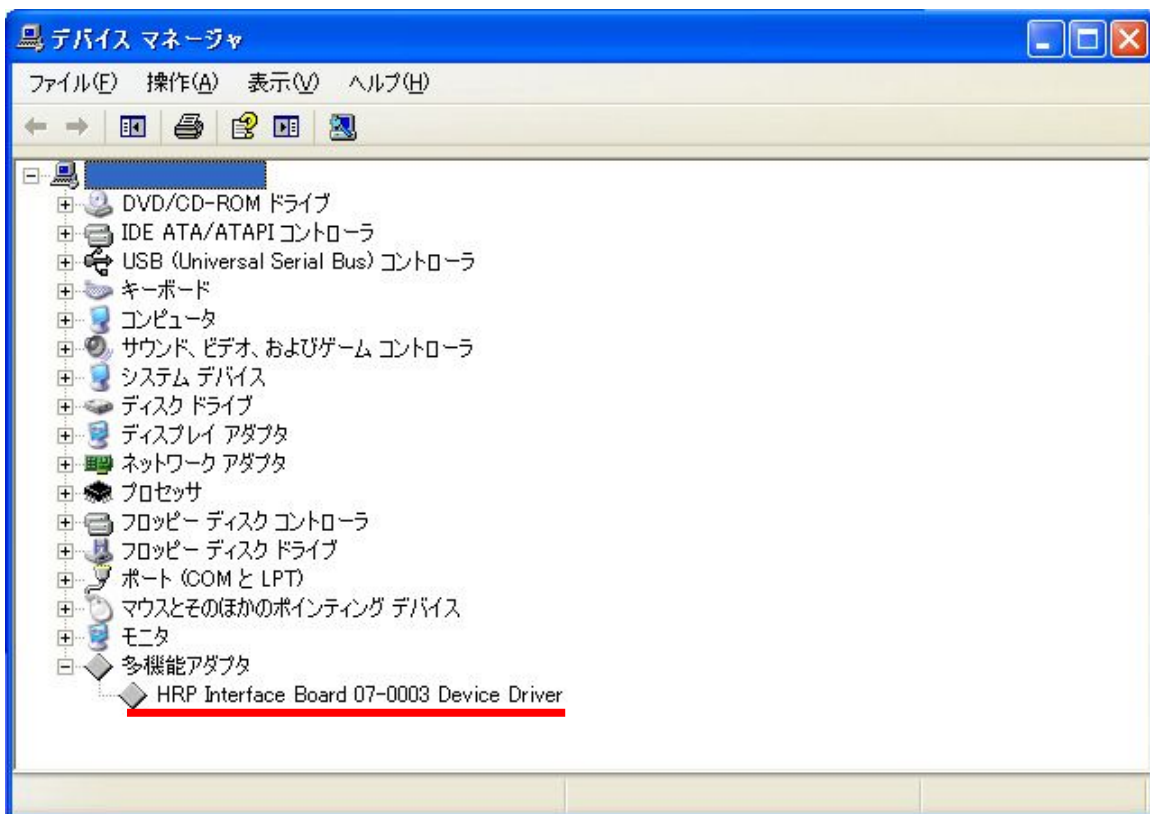 デバイス マネージャ
ファイル(F) 操作(A) 表示(V) ヘルプ(H)
DVD/CD-ROM ドライブ
IDE ATA/ATAPI コントローラ
USB (Universal Serial Bus) コントローラ
キーボード
コンピュータ
サウンド、ビデオ、およびゲーム コントローラ
システム デバイス
ディスク ドライブ
ディスプレイ アダプタ
ネットワーク アダプタ
プロセッサ
フロッピー ディスク コントローラ
フロッピー ディスク ドライブ
ポート (COM と LPT)
マウスとそのほかのポインティング デバイス
モニタ
多機能アダプタ
HRP Interface Board 07-0003 Device Driver